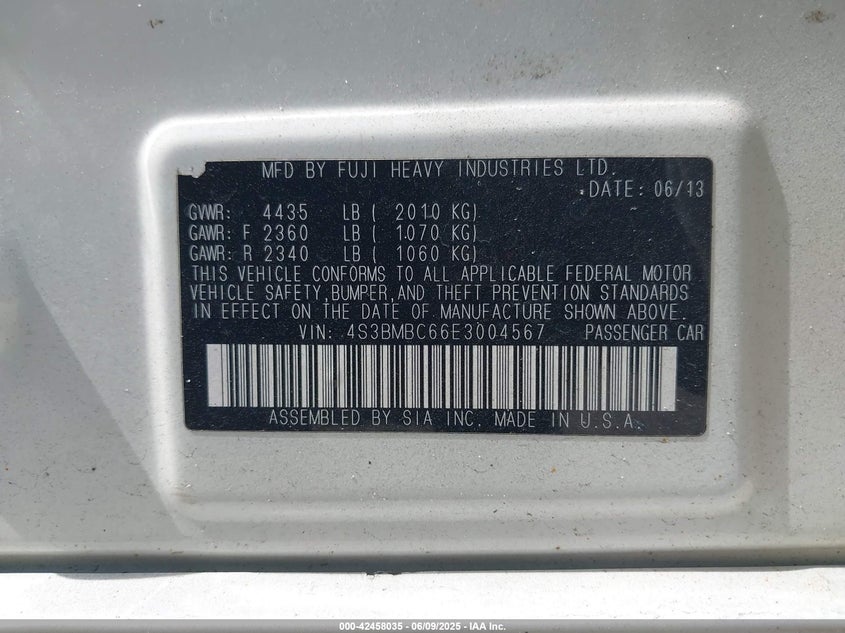 MFD BY FUJI HEAVY INDUSTRIES LTD.
DATE: 06/13
GVWR: 4435 LB ( 2010 KG)
GAWR: F 2360 LB ( 1070 KG)
GAWR: R 2340 LB ( 1060 KG)
THIS VEHICLE CONFORMS TO ALL APPLICABLE FEDERAL MOTOR
VEHICLE SAFETY,BUMPER,AND THEFT PREVENTION STANDARDS
IN EFFECT ON THE DATE OF MANUFACTURE SHOWN ABOVE.
VIN: 4S3BMBC66E3004567 PASSENGER CAR
ASSEMBLED BY SIA INC. MADE IN U.S.A.
000-42458035 - 06/09/2025 - IAA Inc.